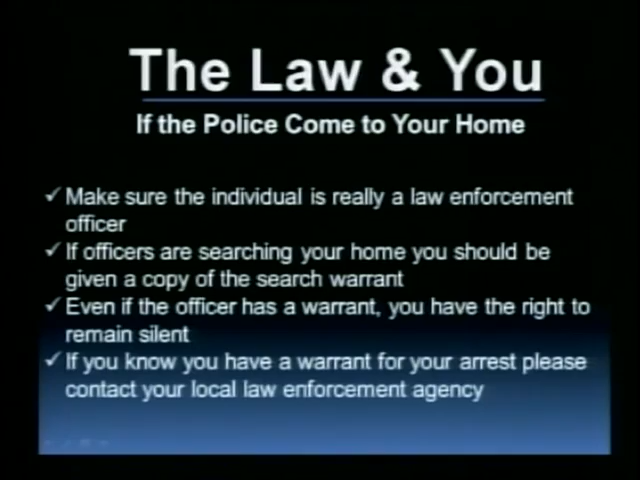 The Law & You
If the Police Come to Your Home
✓ Make sure the individual is really a law enforcement
officer
✓ If officers are searching your home you should be
given a copy of the search warrant
✓ Even if the officer has a warrant, you have the right to
remain silent
✓ If you know you have a warrant for your arrest please
contact your local law enforcement agency